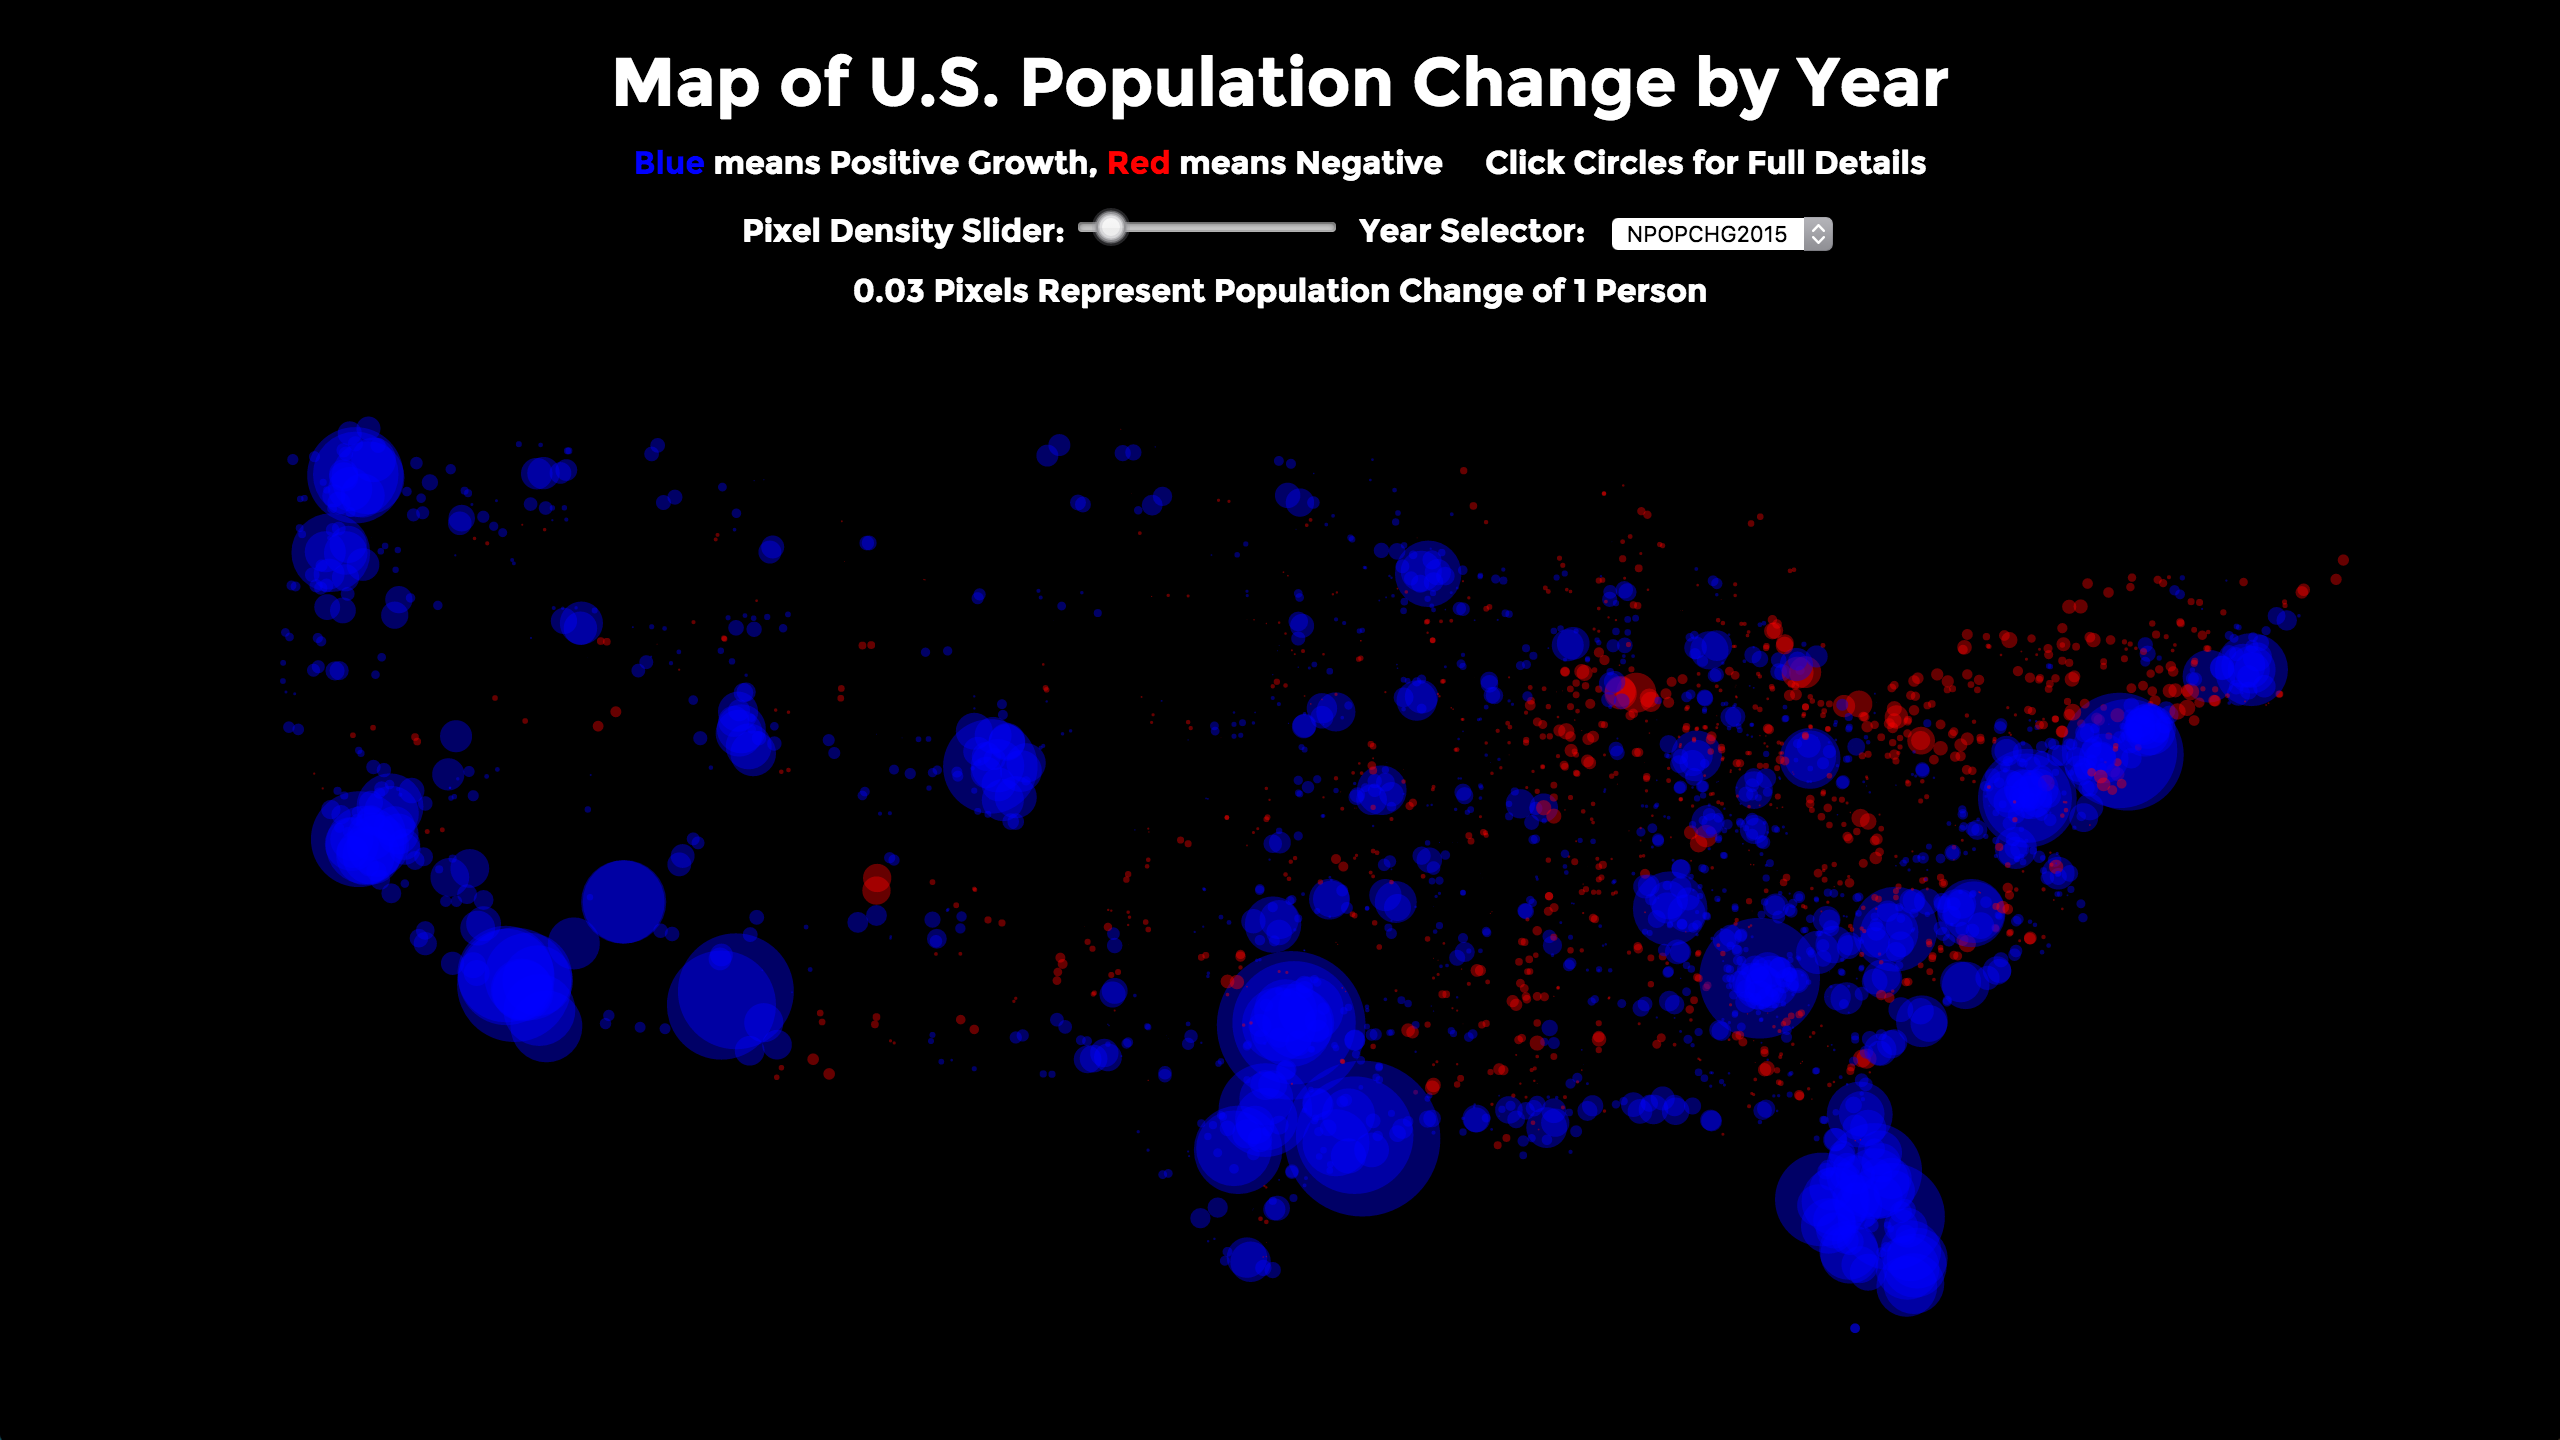 Map of U.S. Population Change by Year
Blue means Positive Growth, Red means Negative Click Circles for Full Details
Pixel Density Slider: Year Selector: NPOPCHG2015
0.03 Pixels Represent Population Change of 1 Person